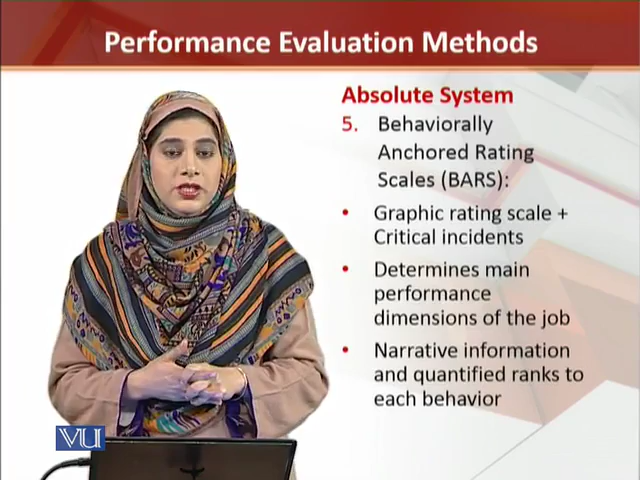 Performance Evaluation Methods
Absolute System
5. Behaviorally
Anchored Rating
Scales (BARS):
• Graphic rating scale +
Critical incidents
• Determines main
performance
dimensions of the job
• Narrative information
and quantified ranks to
each behavior
VU